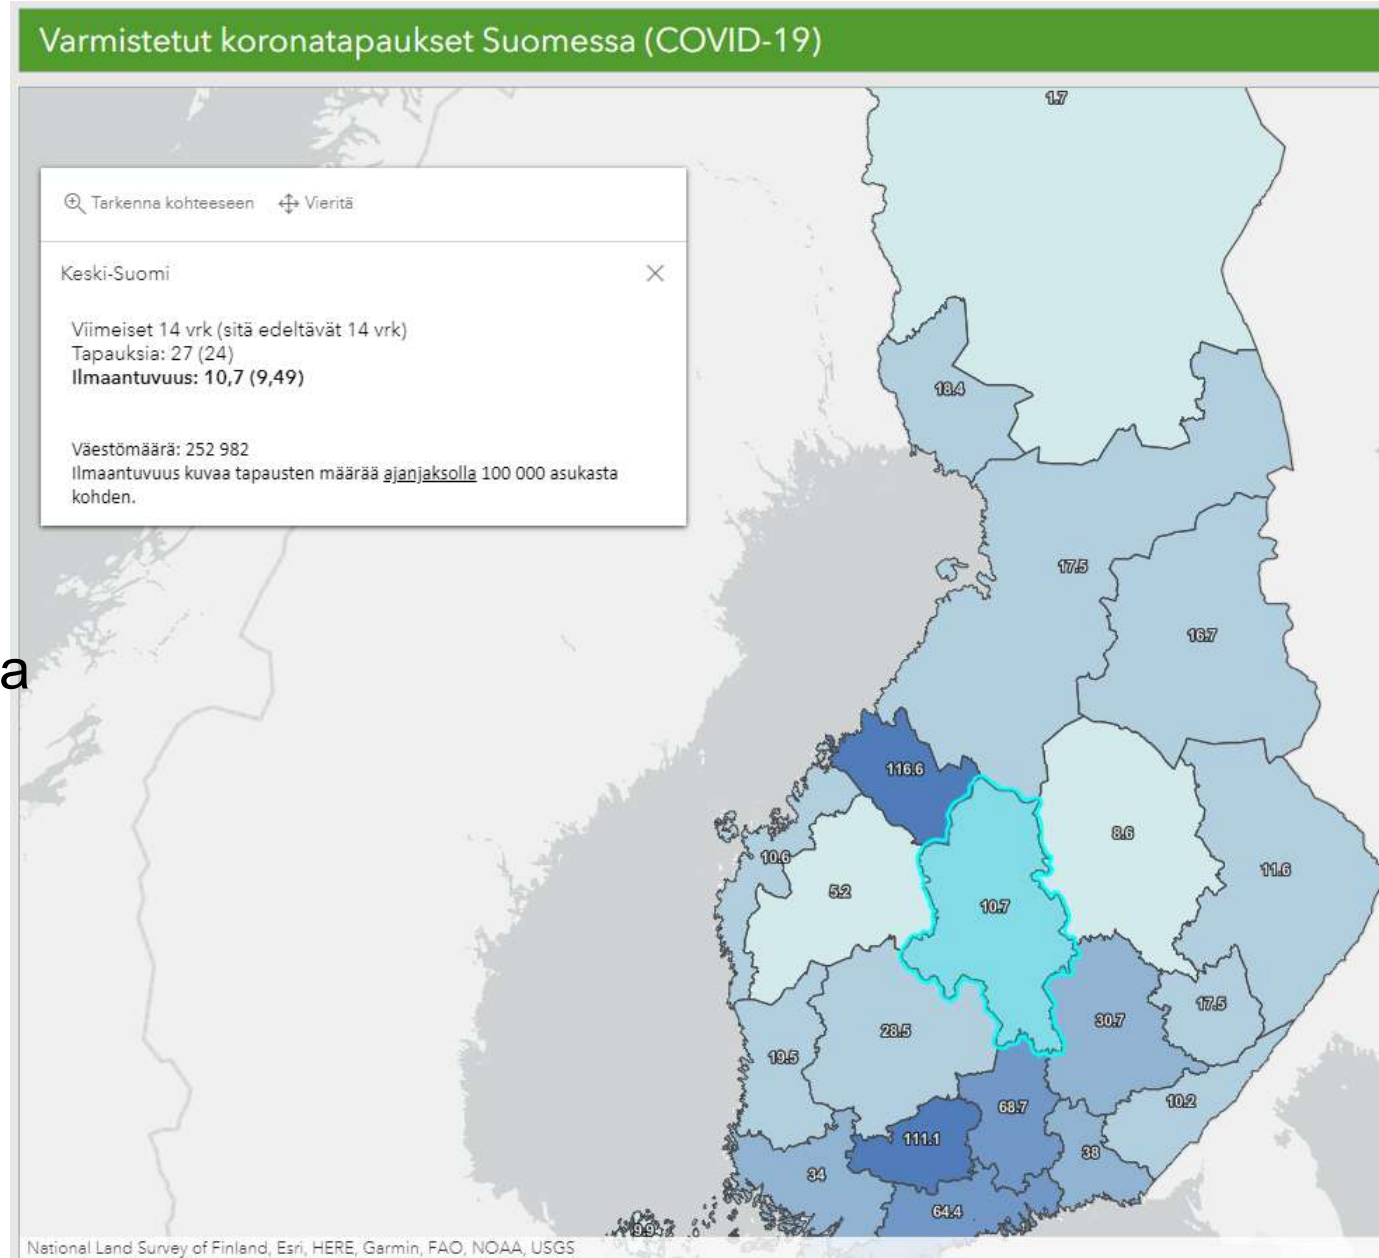 Varmistetut koronatapaukset Suomessa (COVID-19)
1.7
Tarkenna kohteeseen Vieritä
Keski-Suomi
Viimeiset 14 vrk (sitä edeltävät 14 vrk)
Tapauksia: 27 (24)
Ilmaantuvuus: 10,7 (9,49)
18.4
Väestömäärä: 252 982
Ilmaantuvuus kuvaa tapausten määrää ajanjaksolla 100 000 asukasta
kohden.
17.5
16.7
a
116.6
8.6
10.6
11.6
5.2
10.7
17.5
30.7
28.5
19.5
10.2
68.7
111.1
38
34
64.4
9.9
National Land Survey of Finland, Esri, HERE, Garmin, FAO, NOAA, USGS